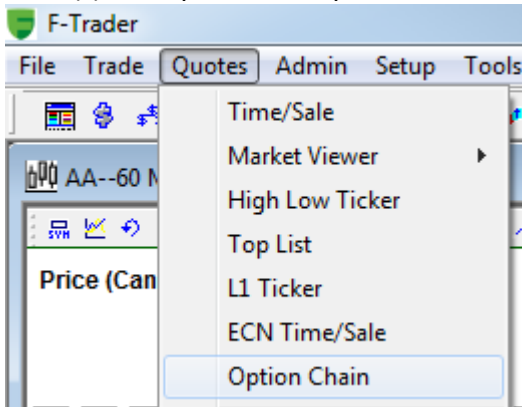 F-Trader
File Trade Quotes Admin Setup Tools
Time/Sale
Market Viewer
High Low Ticker
Top List
L1 Ticker
ECN Time/Sale
Option Chain
AA--60
SYM
Price (Can